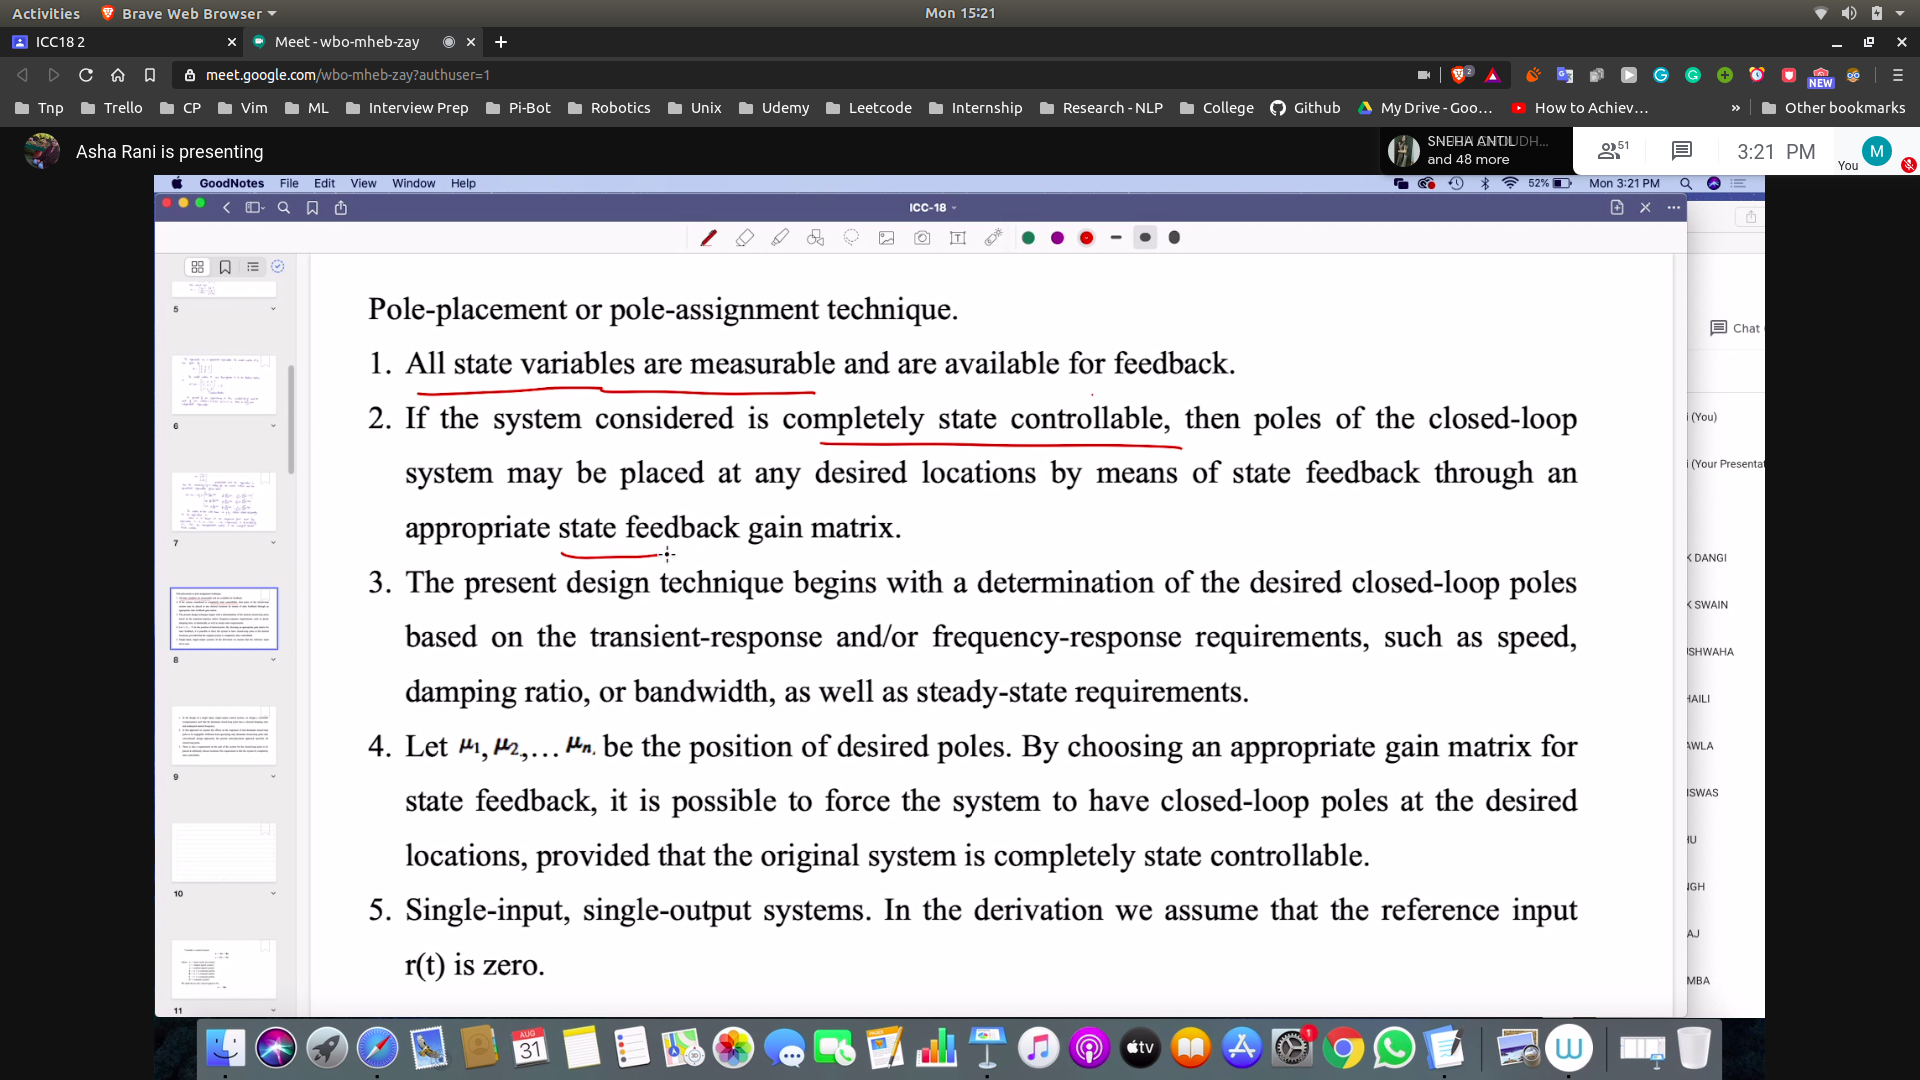 Activities
Brave Web Browser
Mon 15:21
ICC18 2
Meet - wbo-mheb-zay
meet.google.com/wbo-mheb-zay?authuser=1
2
NEW
Tnp
Trello
CP
Vim
ML
Interview Prep
Pi-Bot
Robotics
Unix
Udemy
Leetcode
Internship
Research - NLP
College
Github
My Drive - Goo...
How to Achiev...
»
Other bookmarks
Asha Rani is presenting
and 48 more
51
3:21 PM
You
M
GoodNotes File Edit View Window Help
52%
Mon 3:21 PM
ICC-18
Pole-placement or pole-assignment technique.
1. All state variables are measurable and are available for feedback.
2. If the system considered is completely state controllable, then poles of the closed-loop
system may be placed at any desired locations by means of state feedback through an
appropriate state feedback gain matrix.
3. The present design technique begins with a determination of the desired closed-loop poles
based on the transient-response and/or frequency-response requirements, such as speed,
damping ratio, or bandwidth, as well as steady-state requirements.
4. Let μ1, μ2,... μn. be the position of desired poles. By choosing an appropriate gain matrix for
state feedback, it is possible to force the system to have closed-loop poles at the desired
locations, provided that the original system is completely state controllable.
5. Single-input, single-output systems. In the derivation we assume that the reference input
r(t) is zero.
5
6
7
8
9
10
11
Chat
i (You)
i (Your Presentat
K DANGI
K SWAIN
SHWAHA
HAILI
AWLA
ISWAS
HU
NGH
AJ
MBA
AUG
31
tv
1